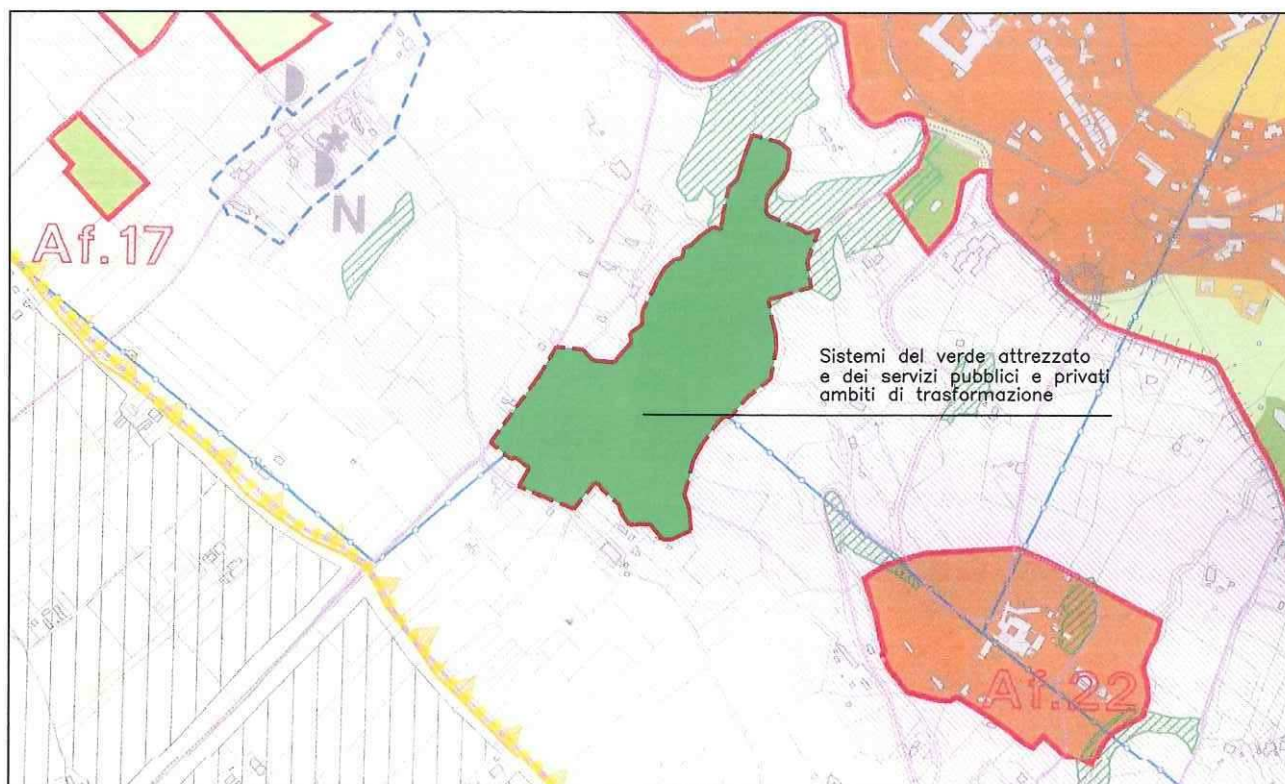 Af.17
N
Sistemi del verde attrezzato
e dei servizi pubblici e privati
ambiti di trasformazione
Af.22